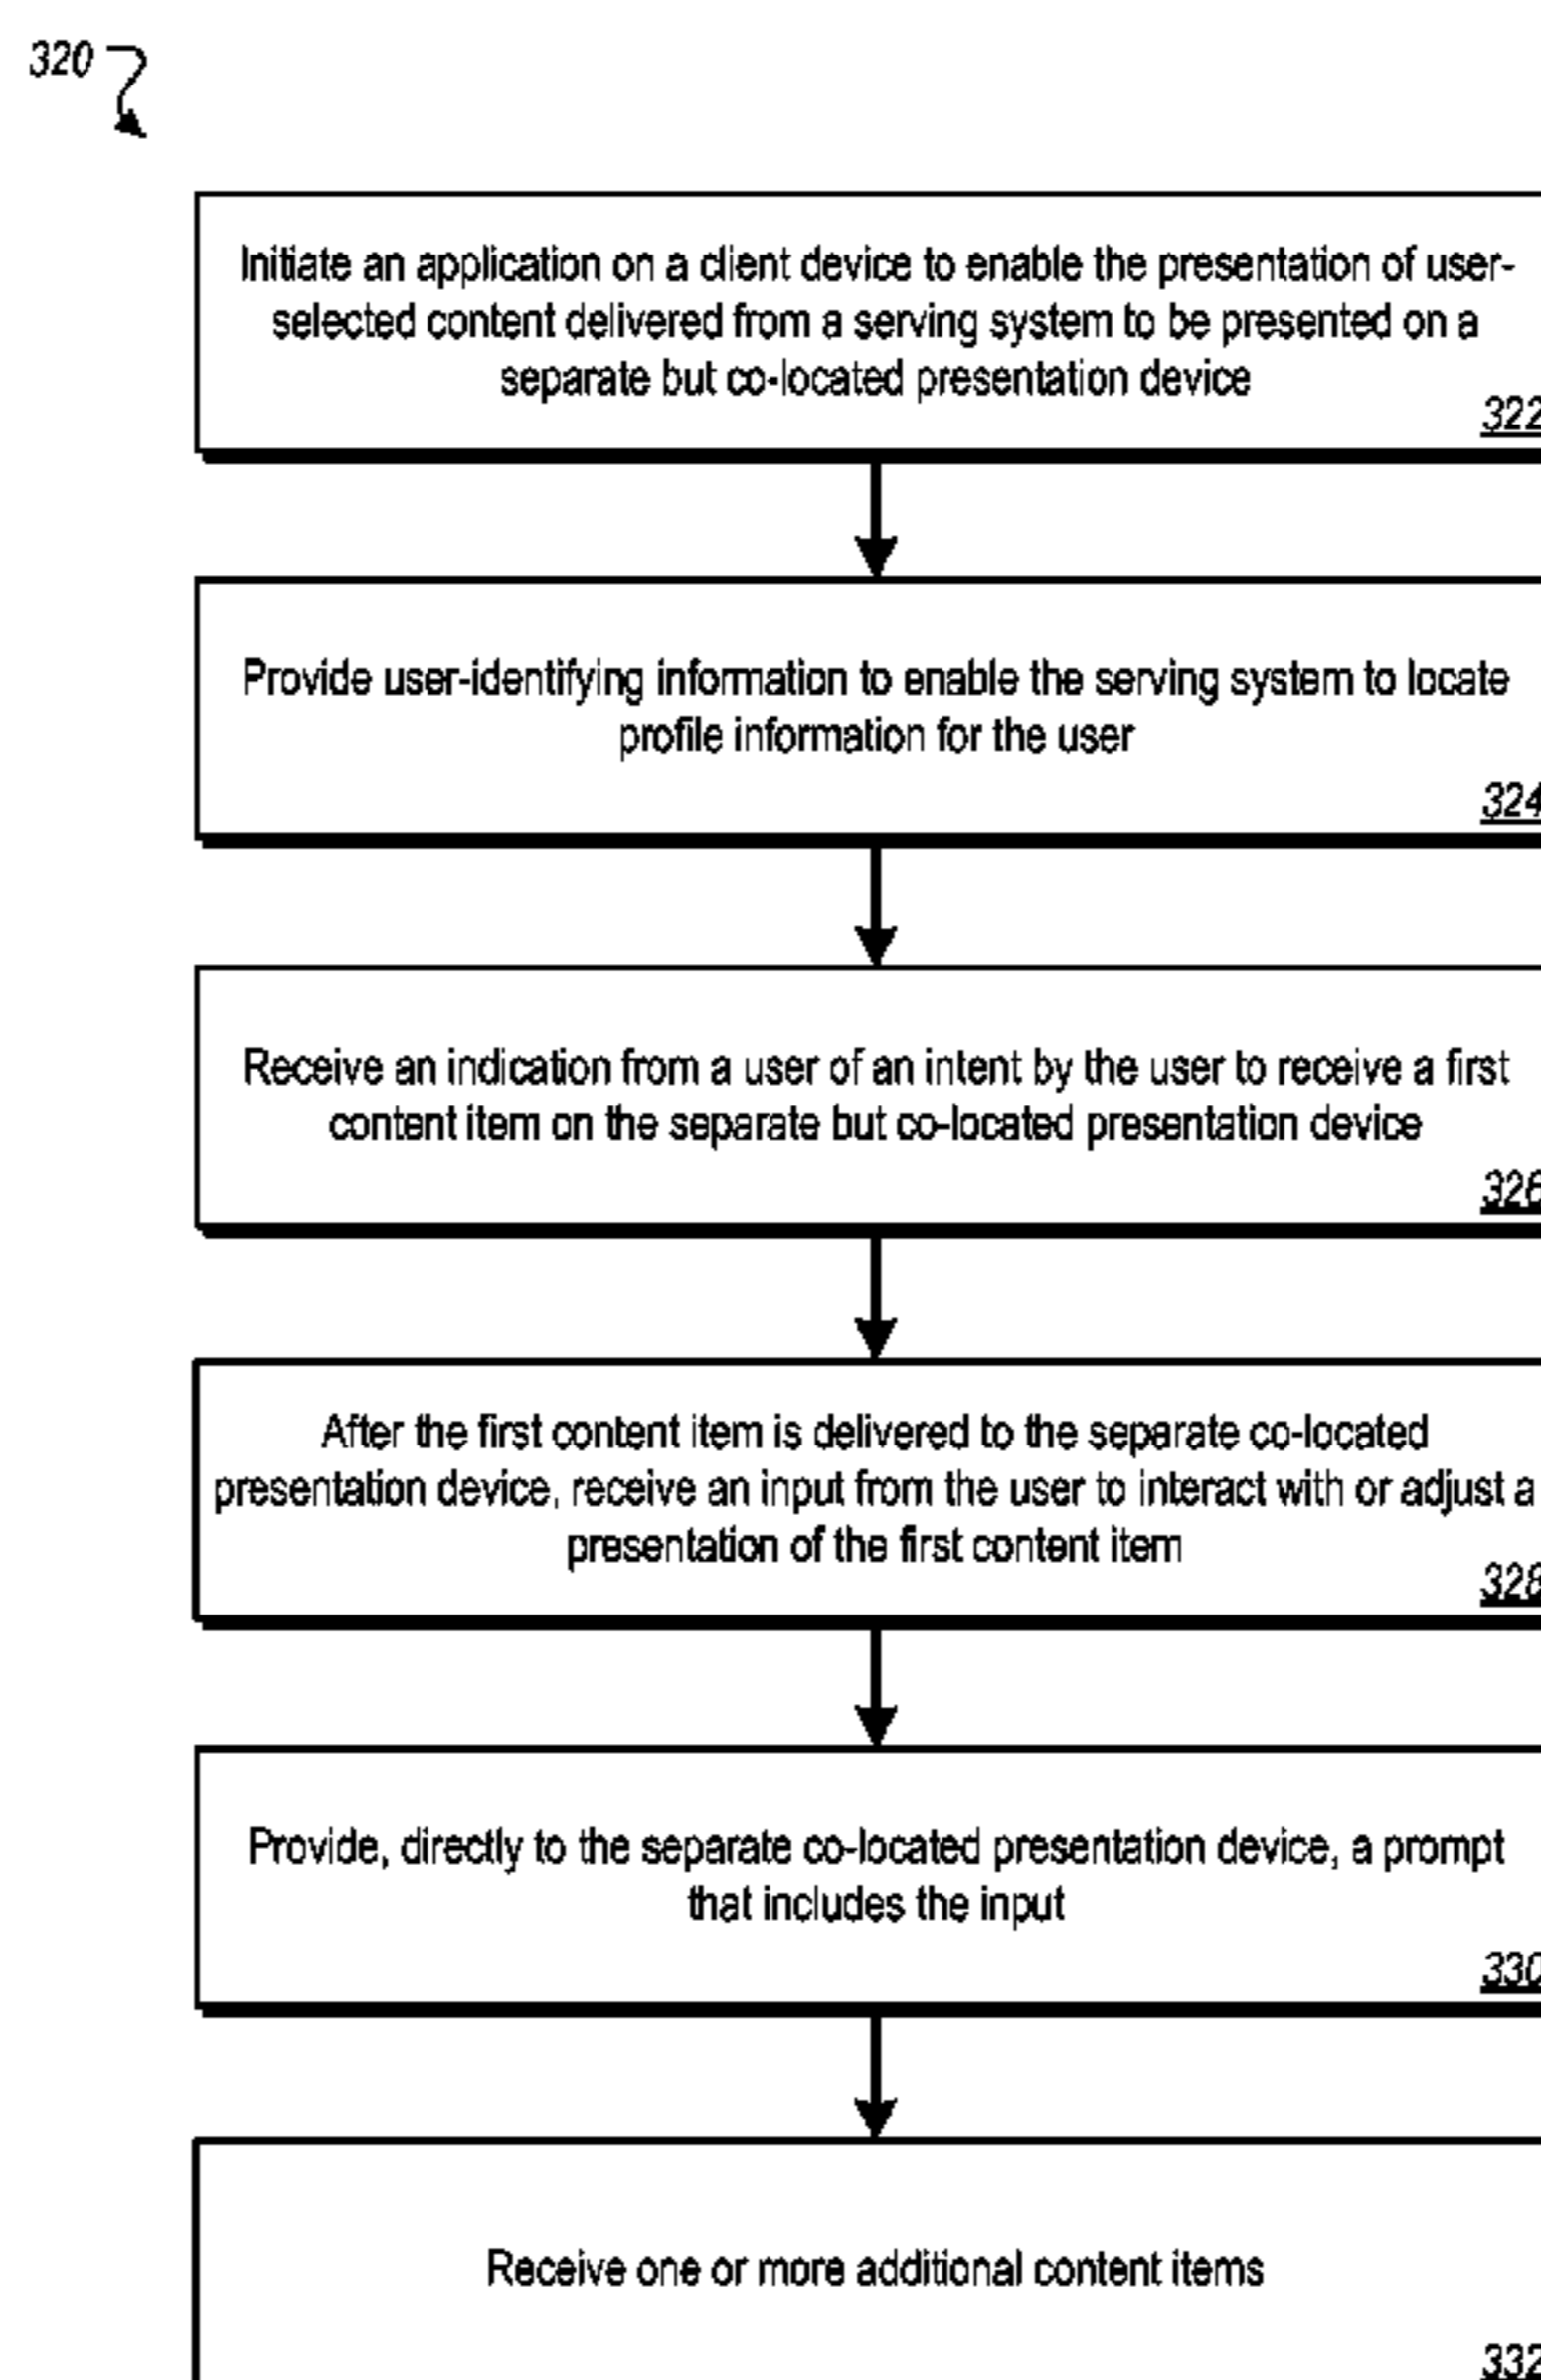 320
Initiate an application on a client device to enable the presentation of user-
selected content delivered from a serving system to be presented on a
separate but co-located presentation device
322
Provide user-identifying information to enable the serving system to locate
profile information for the user
324
Receive an indication from a user of an intent by the user to receive a first
content item on the separate but co-located presentation device
326
After the first content item is delivered to the separate co-located
presentation device, receive an input from the user to interact with or adjust a
presentation of the first content item
328
Provide, directly to the separate co-located presentation device, a prompt
that includes the input
330
Receive one or more additional content items
332